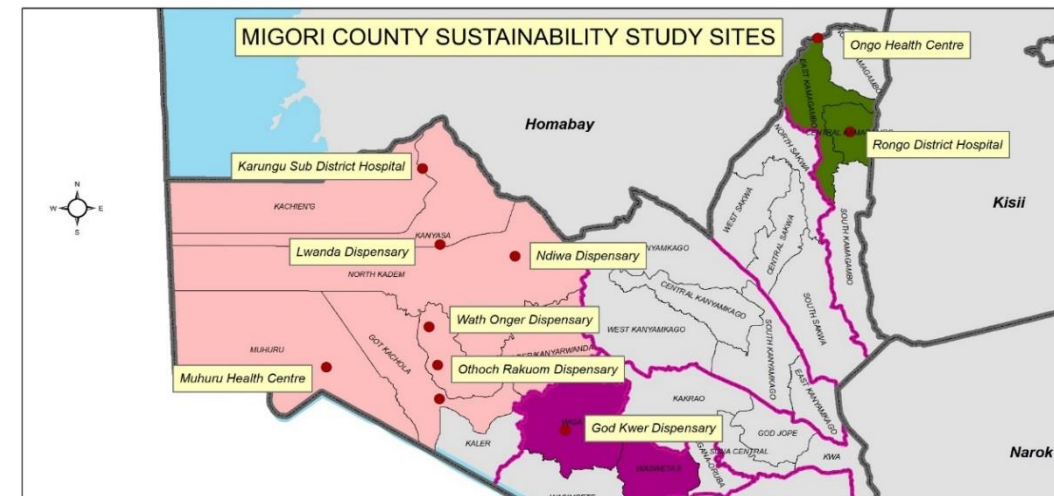 MIGORI COUNTY SUSTAINABILITY STUDY SITES
Ongo Health Centre
EAST KAMAGAMBO
Homabay
NORTH SAKWA
Rongo District Hospital
Karungu Sub District Hospital
N
W E
S
KACHIEN'G
WEST SAKWA
Kisii
KANYASA
Lwanda Dispensary
Ndiwa Dispensary
CENTRAL SAKWA
SOUTH KAMAGAMBO
NORTH KADEM
CENTRAL KANYAMKAGO
SOUTH SAKWA
Wath Onger Dispensary
WEST KANYAMKAGO
SOUTH KANYAMKAGO
MUHURU
GOT KACHOLA
Muhuru Health Centre
Othoch Rakuom Dispensary
EAST KANYAMKAGO
KAKRAO
God Kwer Dispensary
GOD JOPE
KALER
CENTRAL
KWA
Narok